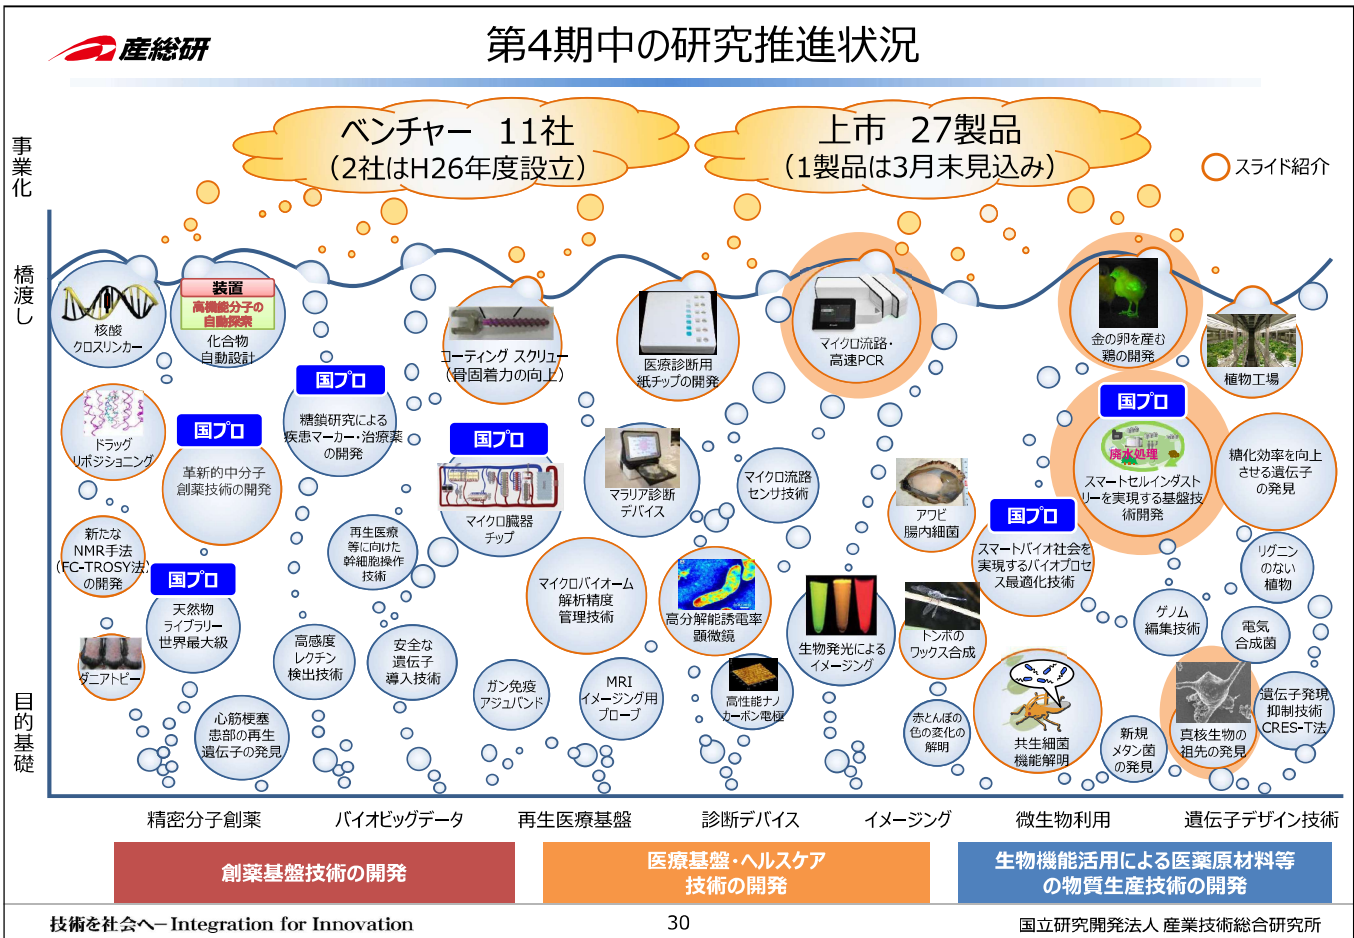 産総研
第4期中の研究推進状況
ベンチャー 11社
(2社はH26年度設立)
上市 27製品
(1製品は3月末見込み)
スライド紹介
事業化
橋渡し
目的基礎
核酸
クロスリンカー
装置
高機能分子の
自動探索
化合物
自動設計
国プロ
糖鎖研究による
疾患マーカー・治療薬
の開発
コーティング スクリュー
(骨固着力の向上)
医療診断用
紙チップの開発
マイクロ流路・
高速PCR
金の卵を産む
鶏の開発
植物工場
ドラッグ
リポジショニング
国プロ
革新的中分子
創薬技術の開発
国プロ
マイクロ臓器
チップ
マラリア診断
デバイス
マイクロ流路
センサ技術
アワビ
腸内細菌
国プロ
廃水処理
スマートセルインダスト
リーを実現する基盤技
術開発
糖化効率を向上
させる遺伝子
の発見
新たな
NMR手法
(FC-TROSY法)
の開発
国プロ
天然物
ライブラリー
世界最大級
再生医療
等に向けた
幹細胞操作
技術
マイクロバイオーム
解析精度
管理技術
高分解能誘電率
顕微鏡
生物発光による
イメージング
トンボの
ワックス合成
国プロ
スマートバイオ社会を
実現するバイオプロセ
ス最適化技術
リグニン
のない
植物
ゲノム
編集技術
電気
合成菌
ダニアトピー
高感度
レクチン
検出技術
安全な
遺伝子
導入技術
ガン免疫
アジュバンド
MRI
イメージング用
プローブ
高性能ナノ
カーボン電極
心筋梗塞
患部の再生
遺伝子の発見
赤とんぼの
色の変化の
解明
共生細菌
機能解明
新規
メタン菌
の発見
真核生物の
祖先の発見
遺伝子発現
抑制技術
CRES-T法
精密分子創薬
バイオビッグデータ
再生医療基盤
診断デバイス
イメージング
微生物利用
遺伝子デザイン技術
創薬基盤技術の開発
医療基盤・ヘルスケア
技術の開発
生物機能活用による医薬原材料等
の物質生産技術の開発
技術を社会へ－Integration for Innovation
30
国立研究開発法人 産業技術総合研究所